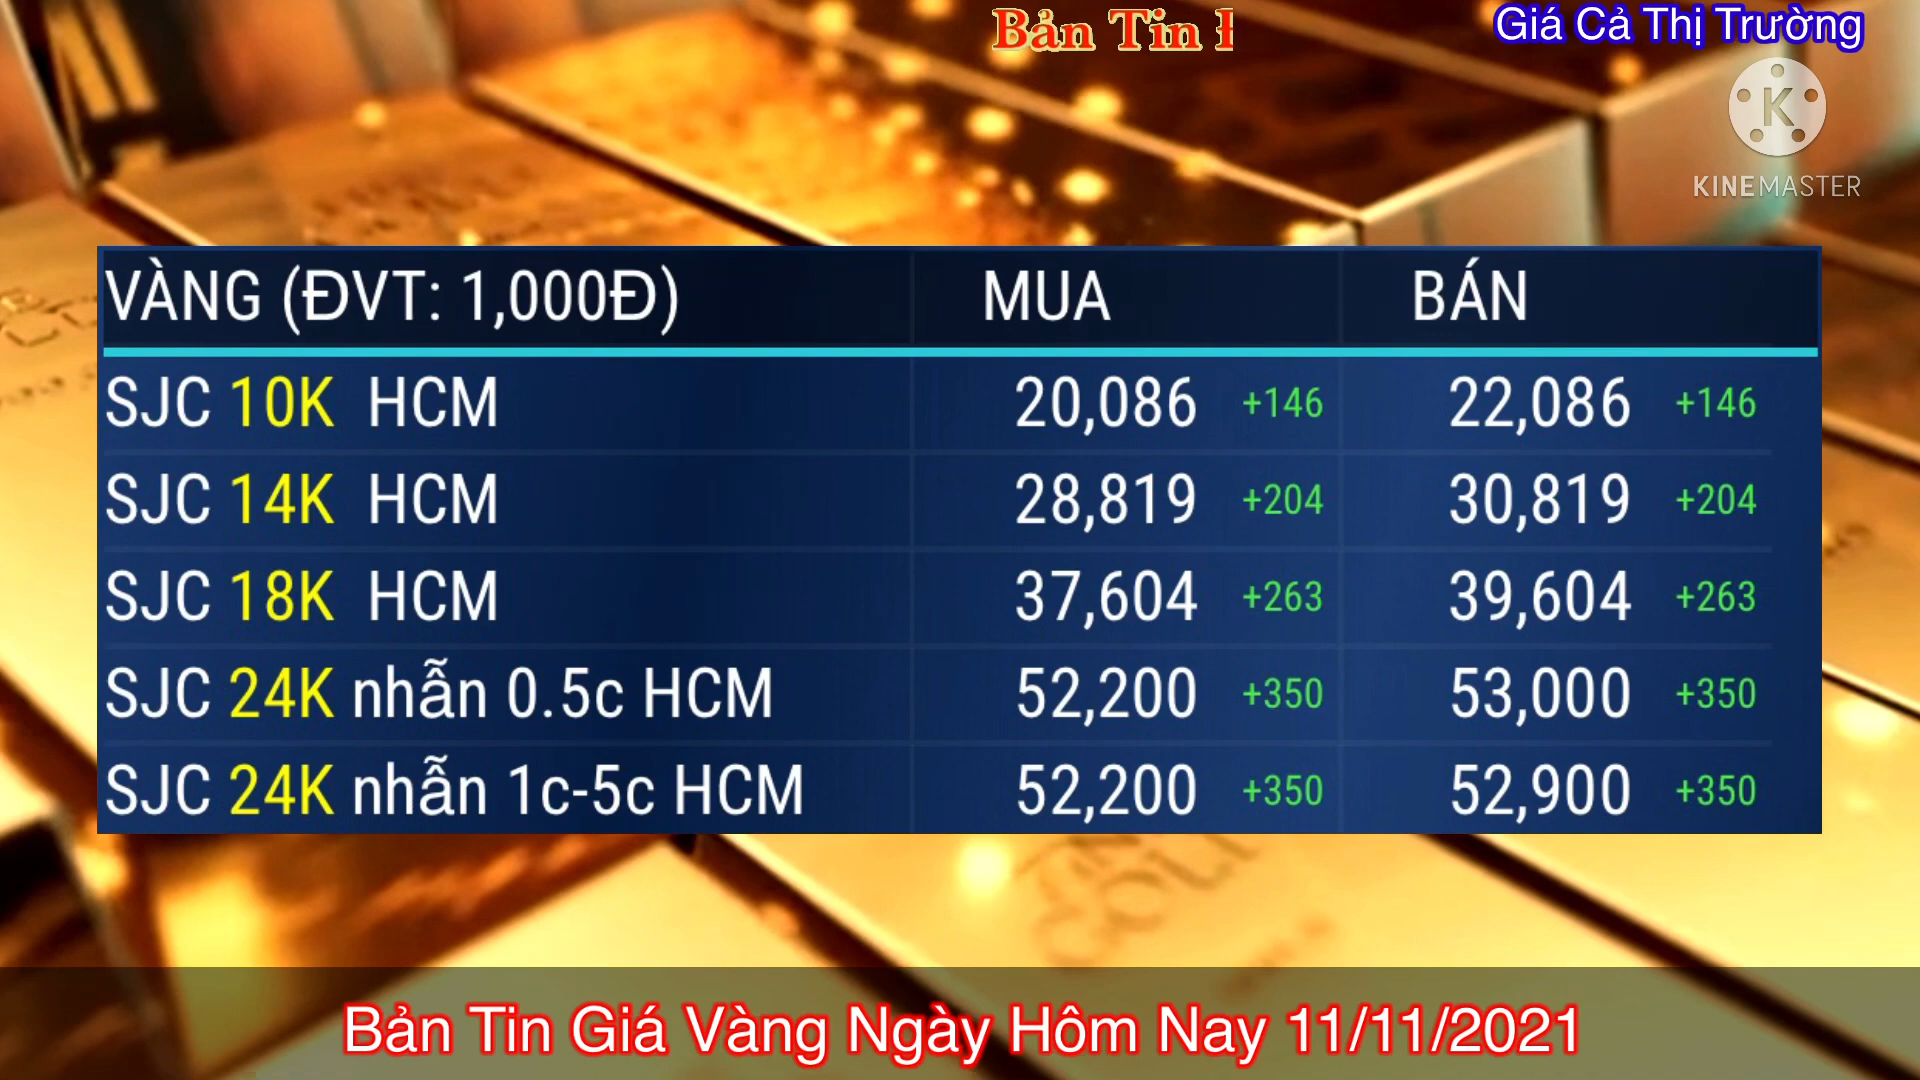 Bản Tin
Giá Cả Thị Trường
K
KINEMASTER
VÀNG (ĐVT: 1,000Đ) MUA BÁN
SJC 10K HCM 20,086 +146 22,086 +146
SJC 14K HCM 28,819 +204 30,819 +204
SJC 18K HCM 37,604 +263 39,604 +263
SJC 24K nhẫn 0.5c HCM 52,200 +350 53,000 +350
SJC 24K nhẫn 1c-5c HCM 52,200 +350 52,900 +350
Bản Tin Giá Vàng Ngày Hôm Nay 11/11/2021